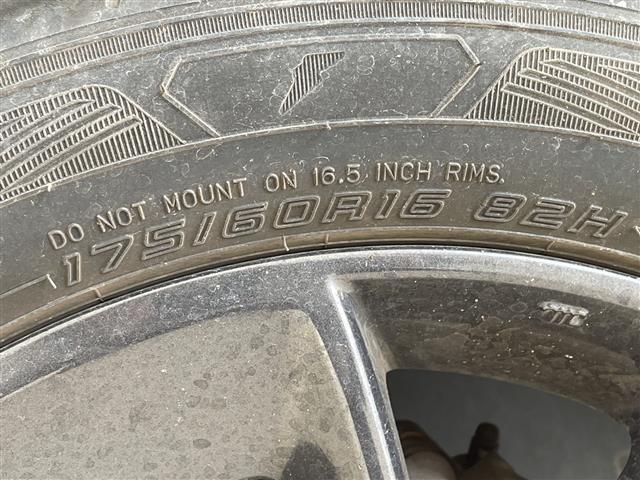 DO NOT MOUNT ON 16.5 INCH RIMS.
175/60R16 82H